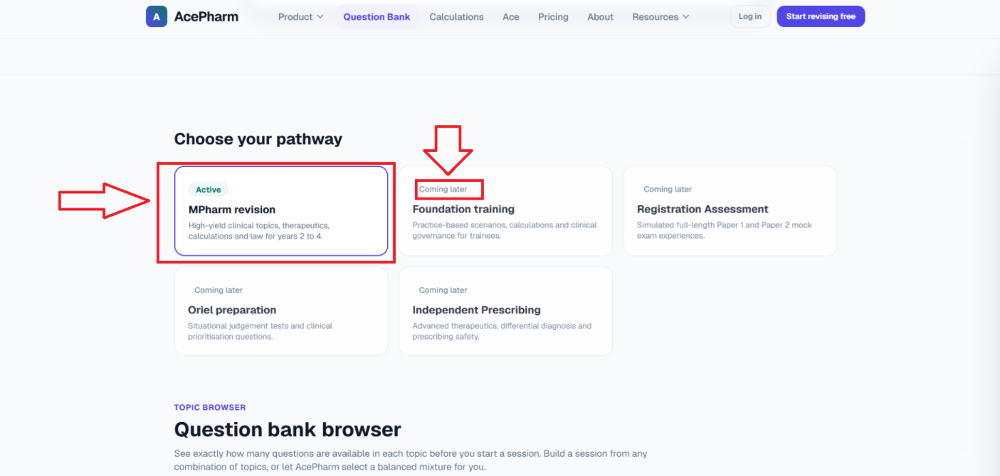 A AcePharm Product Question Bank Calculations Ace Pricing About Resources Log in Start revising free
Choose your pathway
Active
MPharm revision
High-yield clinical topics, therapeutics,
calculations and law for years 2 to 4.
Coming later
Foundation training
Practice-based scenarios, calculations and clinical
governance for trainees.
Coming later
Registration Assessment
Simulated full-length Paper 1 and Paper 2 mock
exam experiences.
Coming later
Oriel preparation
Situational judgement tests and clinical
prioritisation questions.
Coming later
Independent Prescribing
Advanced therapeutics, differential diagnosis and
prescribing safety.
TOPIC BROWSER
Question bank browser
See exactly how many questions are available in each topic before you start a session. Build a session from any
combination of topics, or let AcePharm select a balanced mixture for you.